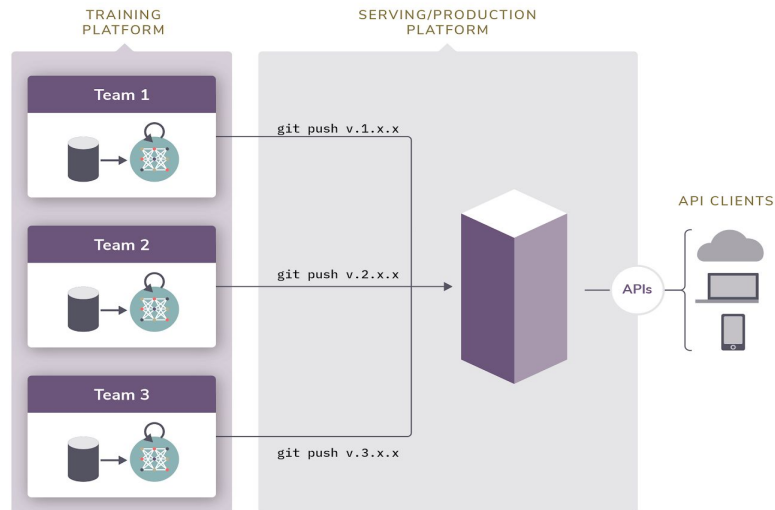 TRAINING
PLATFORM
SERVING/PRODUCTION
PLATFORM
Team 1
git push v.1.x.x
Team 2
git push v.2.x.x
Team 3
git push v.3.x.x
APIs
API CLIENTS